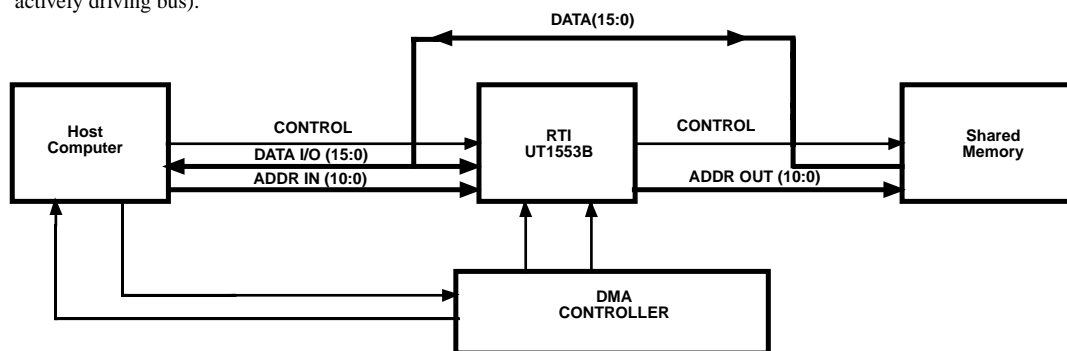 actively driving bus).
DATA(15:0)
Host
Computer
CONTROL
DATA I/O (15:0)
ADDR IN (10:0)
RTI
UT1553B
CONTROL
ADDR OUT (10:0)
Shared
Memory
DMA
CONTROLLER